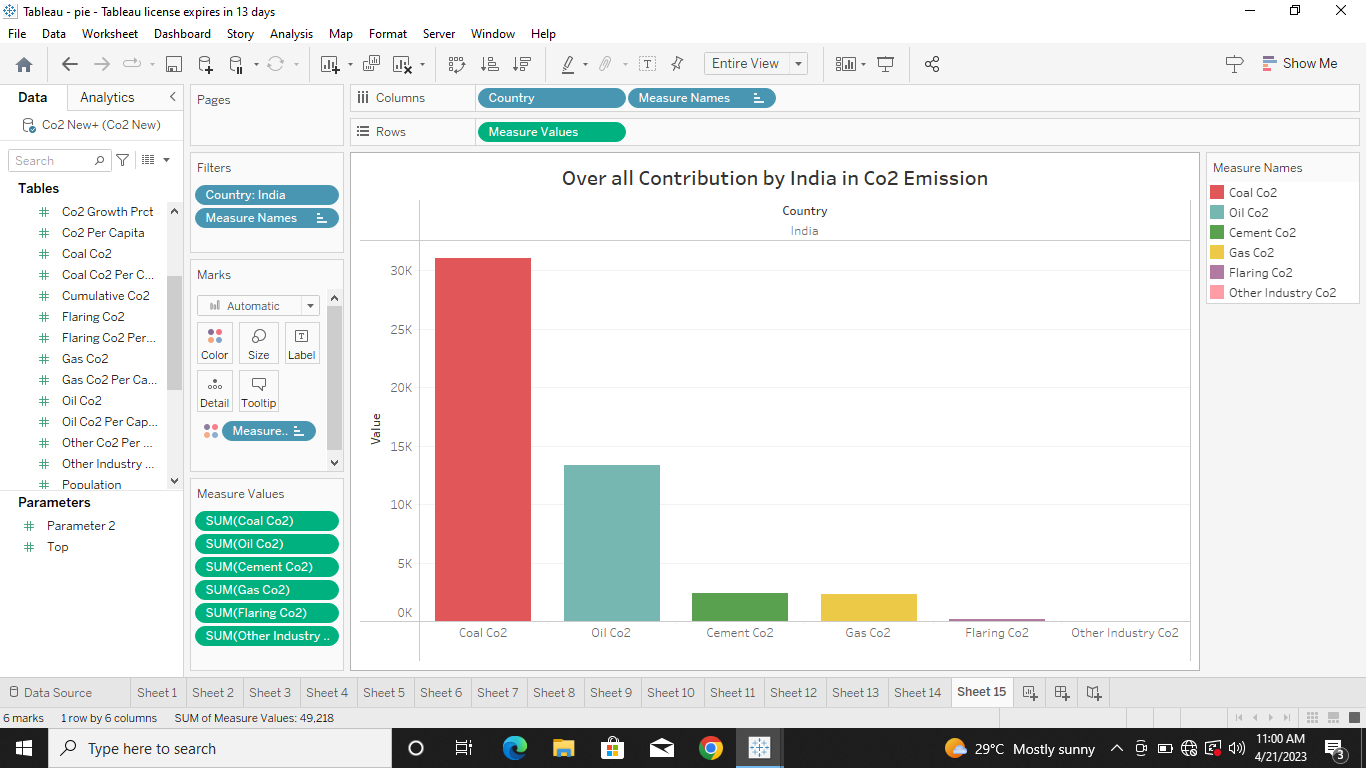 Tableau - pie - Tableau license expires in 13 days
File Data Worksheet Dashboard Story Analysis Map Format Server Window Help
Entire View
Show Me
Data Analytics
Co2 New+ (Co2 New)
Search
Tables
Co2 Growth Prct
Co2 Per Capita
Coal Co2
Coal Co2 Per C...
Cumulative Co2
Flaring Co2
Flaring Co2 Per...
Gas Co2
Gas Co2 Per Ca...
Oil Co2
Oil Co2 Per Cap...
Other Co2 Per ...
Other Industry ...
Population
Parameters
Parameter 2
Top
Pages
Filters
Country: India
Measure Names
Marks
Automatic
Color Size Label
Detail Tooltip
Measure..
Measure Values
SUM(Coal Co2)
SUM(Oil Co2)
SUM(Cement Co2)
SUM(Gas Co2)
SUM(Flaring Co2)
SUM(Other Industry ..
Columns Country Measure Names
Rows Measure Values
Over all Contribution by India in Co2 Emission
Country
India
Value
30K
25K
20K
15K
10K
5K
0K
Coal Co2 Oil Co2 Cement Co2 Gas Co2 Flaring Co2 Other Industry Co2
Measure Names
Coal Co2
Oil Co2
Cement Co2
Gas Co2
Flaring Co2
Other Industry Co2
Data Source Sheet 1 Sheet 2 Sheet 3 Sheet 4 Sheet 5 Sheet 6 Sheet 7 Sheet 8 Sheet 9 Sheet 10 Sheet 11 Sheet 12 Sheet 13 Sheet 14 Sheet 15
6 marks 1 row by 6 columns SUM of Measure Values: 49,218
Type here to search
29°C Mostly sunny
11:00 AM
4/21/2023
3